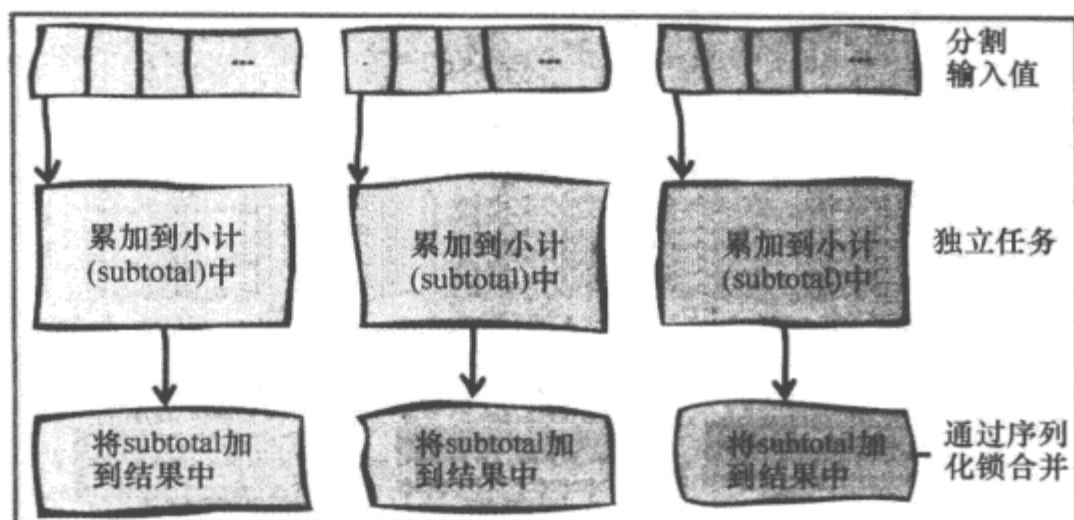 ...
...
...
分割
输入值
累加到小计
(subtotal)中
累加到小计
(subtotal)中
累加到小计
(subtotal)中
独立任务
将subtotal加
到结果中
将subtotal加
到结果中
将subtotal加
到结果中
通过序列
化锁合并